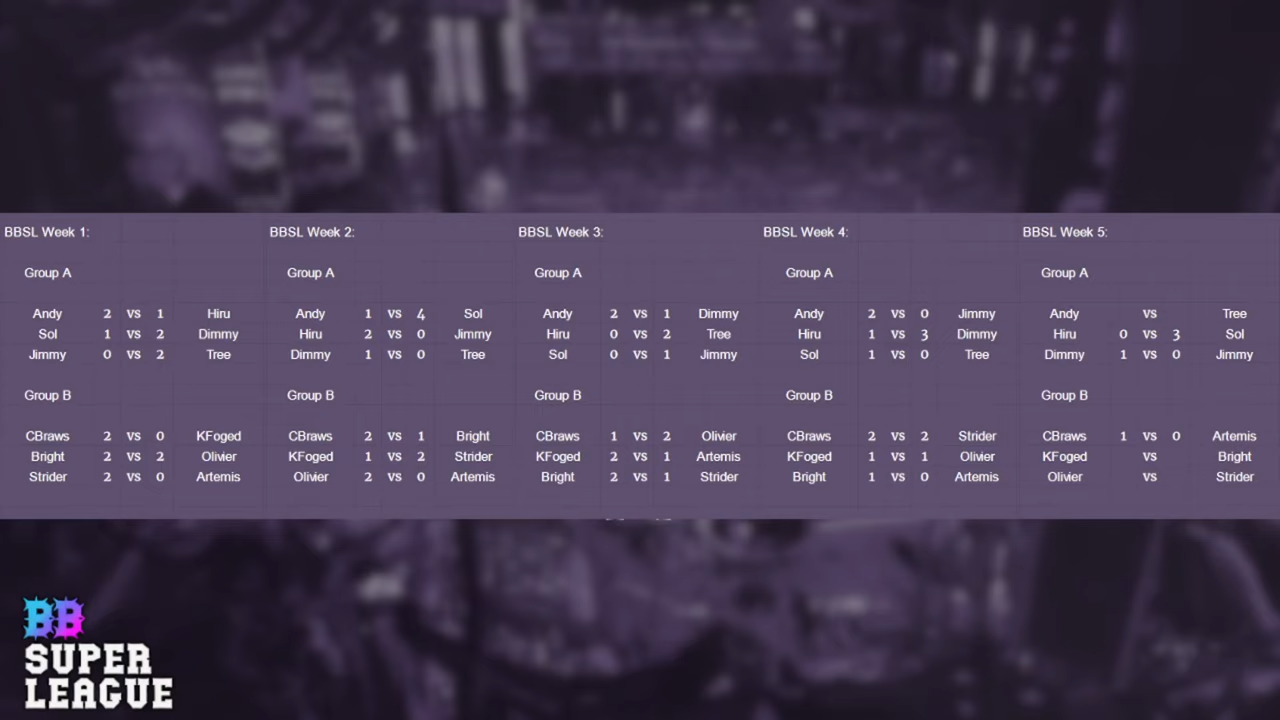 BBSL Week 1: BBSL Week 2: BBSL Week 3: BBSL Week 4: BBSL Week 5:
Group A Group A Group A Group A Group A
Andy 2 vs 1 Hiru Andy 1 vs 4 Sol Andy 2 vs 1 Dimmy Andy 2 vs 0 Jimmy Andy vs Tree
Sol 1 vs 2 Dimmy Hiru 2 vs 0 Jimmy Hiru 0 vs 2 Tree Hiru 1 vs 3 Dimmy Hiru 0 vs 3 Sol
Jimmy 0 vs 2 Tree Dimmy 1 vs 0 Tree Sol 0 vs 1 Jimmy Sol 1 vs 0 Tree Dimmy 1 vs 0 Jimmy
Group B Group B Group B Group B Group B
CBraws 2 vs 0 KFoged CBraws 2 vs 1 Bright CBraws 1 vs 2 Olivier CBraws 2 vs 2 Strider CBraws 1 vs 0 Artemis
Bright 2 vs 2 Olivier KFoged 1 vs 2 Strider KFoged 2 vs 1 Artemis KFoged 1 vs 1 Olivier KFoged vs Bright
Strider 2 vs 0 Artemis Olivier 2 vs 0 Artemis Bright 2 vs 1 Strider Bright 1 vs 0 Artemis Olivier vs Strider
BB
SUPER
LEAGUE